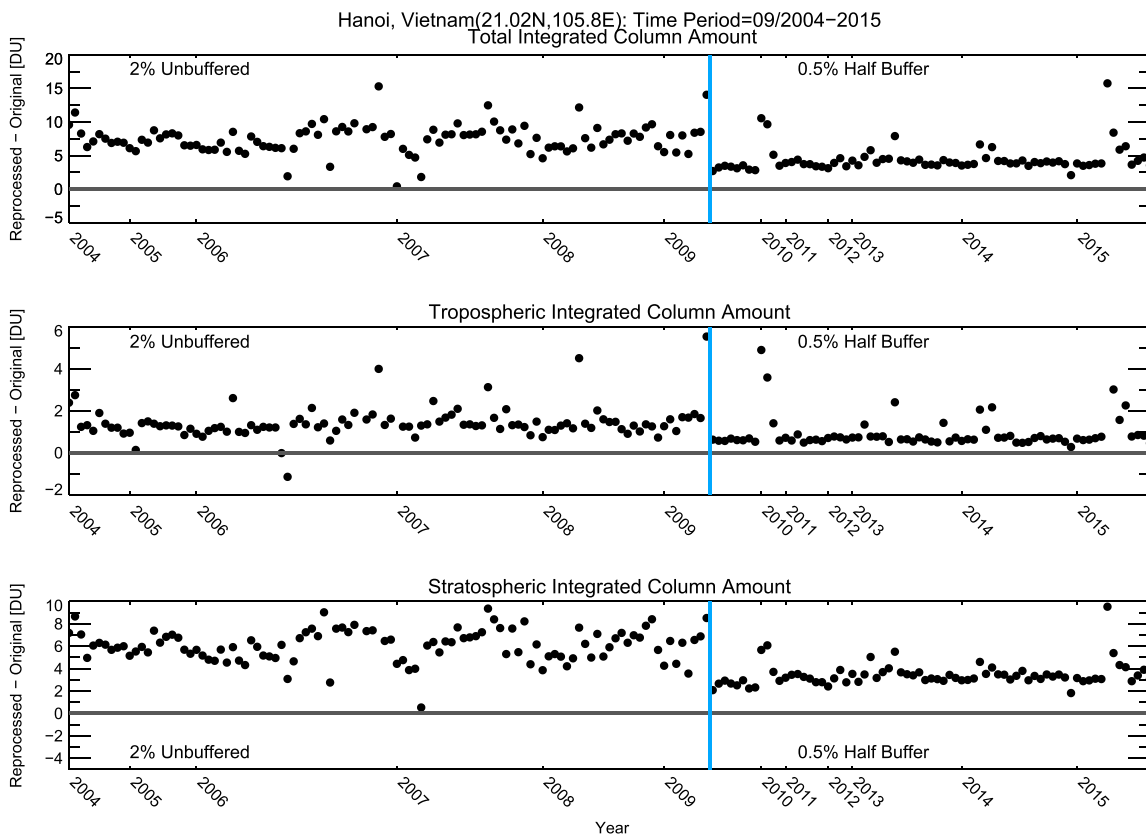 Hanoi, Vietnam(21.02N,105.8E): Time Period=09/2004−2015
Total Integrated Column Amount
Reprocessed − Original [DU]
20
15
10
5
0
−5
2% Unbuffered
0.5% Half Buffer
2004 2005 2006 2007 2008 2009 2010 2011 2012 2013 2014 2015
Tropospheric Integrated Column Amount
Reprocessed − Original [DU]
6
4
2
0
−2
2% Unbuffered
0.5% Half Buffer
2004 2005 2006 2007 2008 2009 2010 2011 2012 2013 2014 2015
Stratospheric Integrated Column Amount
Reprocessed − Original [DU]
10
8
6
4
2
0
−2
−4
2% Unbuffered
0.5% Half Buffer
2004 2005 2006 2007 2008 2009 2010 2011 2012 2013 2014 2015
Year